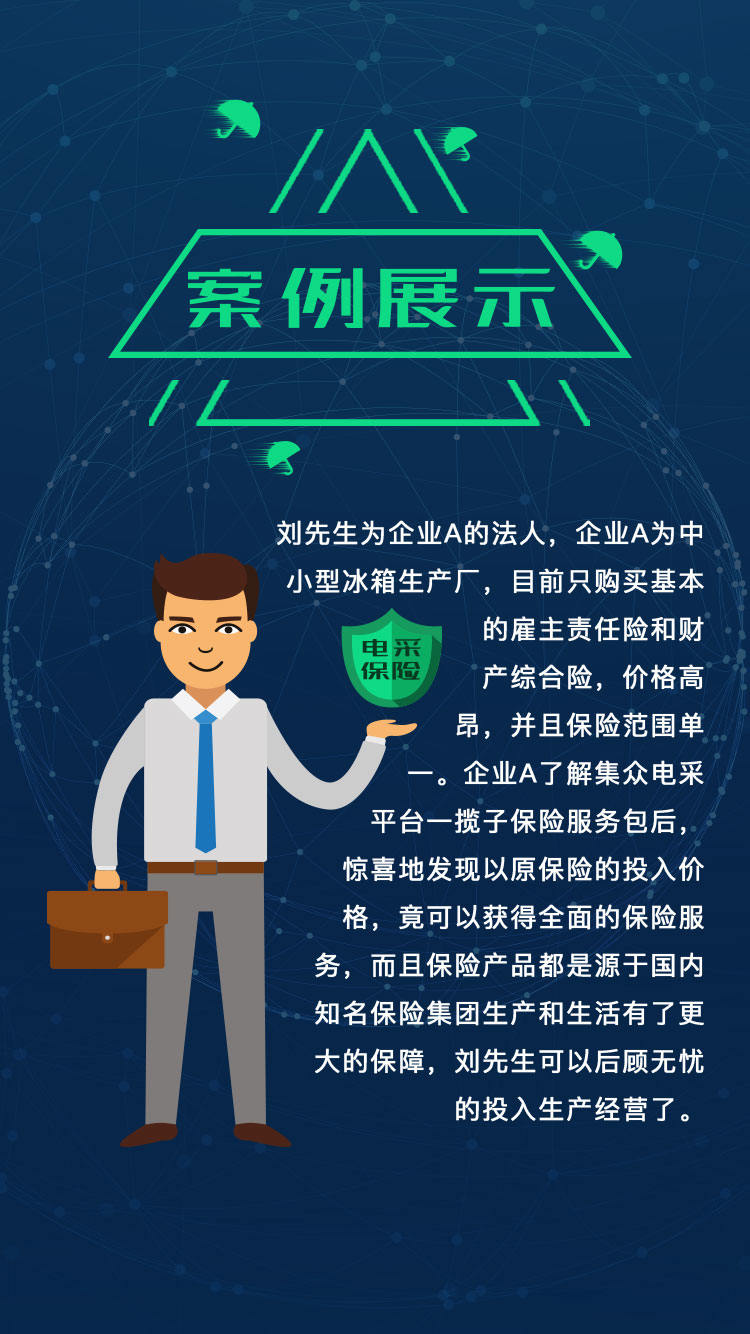 案例展示
刘先生为企业A的法人，企业A为中
小型冰箱生产厂，目前只购买基本
的雇主责任险和财
产综合险，价格高
昂，并且保险范围单
一。企业A了解集众电采
平台一揽子保险服务包后，
惊喜地发现以原保险的投入价
格，竟可以获得全面的保险服
务，而且保险产品都是源于国内
知名保险集团生产和生活有了更
大的保障，刘先生可以后顾无忧
的投入生产经营了。
电采
保险